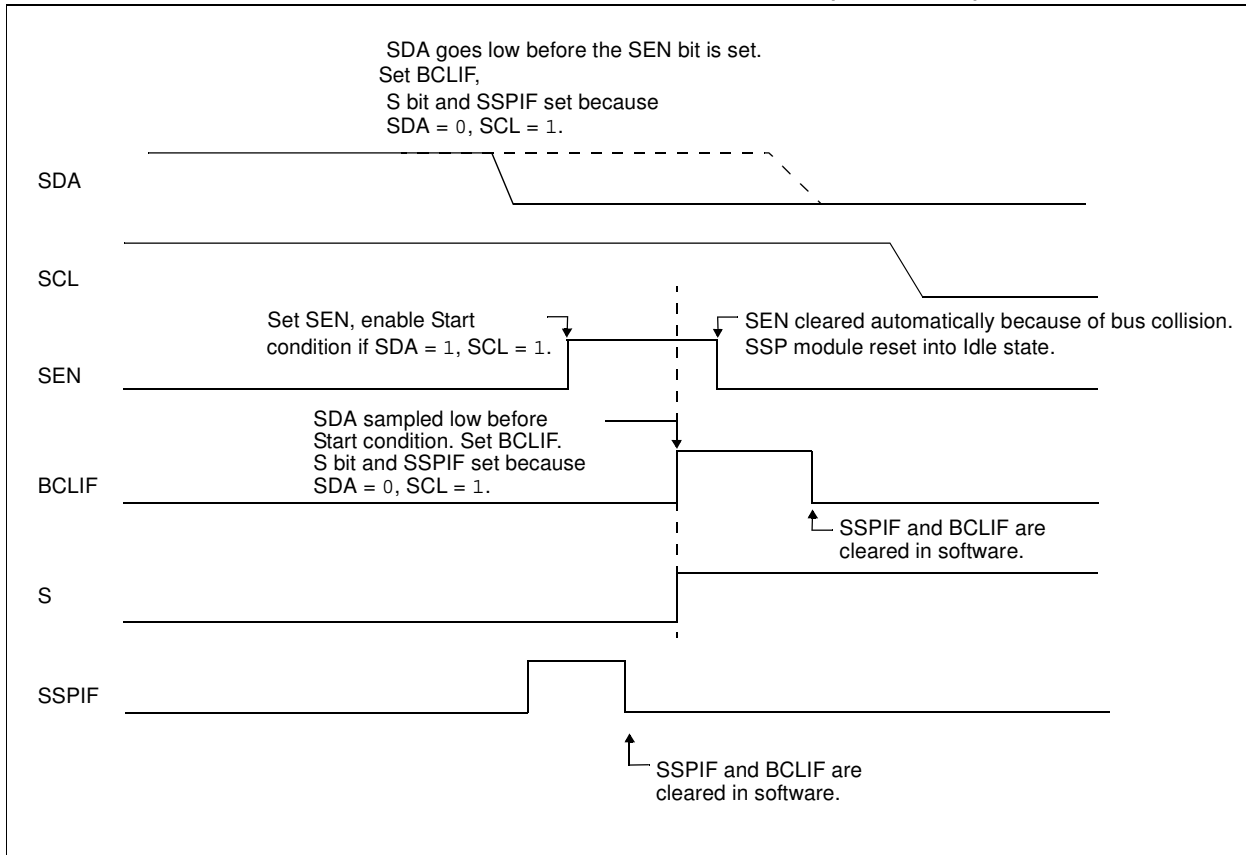 SDA goes low before the SEN bit is set.
Set BCLIF,
S bit and SSPIF set because
SDA = 0, SCL = 1.
SDA
SCL
Set SEN, enable Start
condition if SDA = 1, SCL = 1.
SEN cleared automatically because of bus collision.
SSP module reset into Idle state.
SEN
SDA sampled low before
Start condition. Set BCLIF.
S bit and SSPIF set because
SDA = 0, SCL = 1.
BCLIF
SSPIF and BCLIF are
cleared in software.
S
SSPIF
SSPIF and BCLIF are
cleared in software.